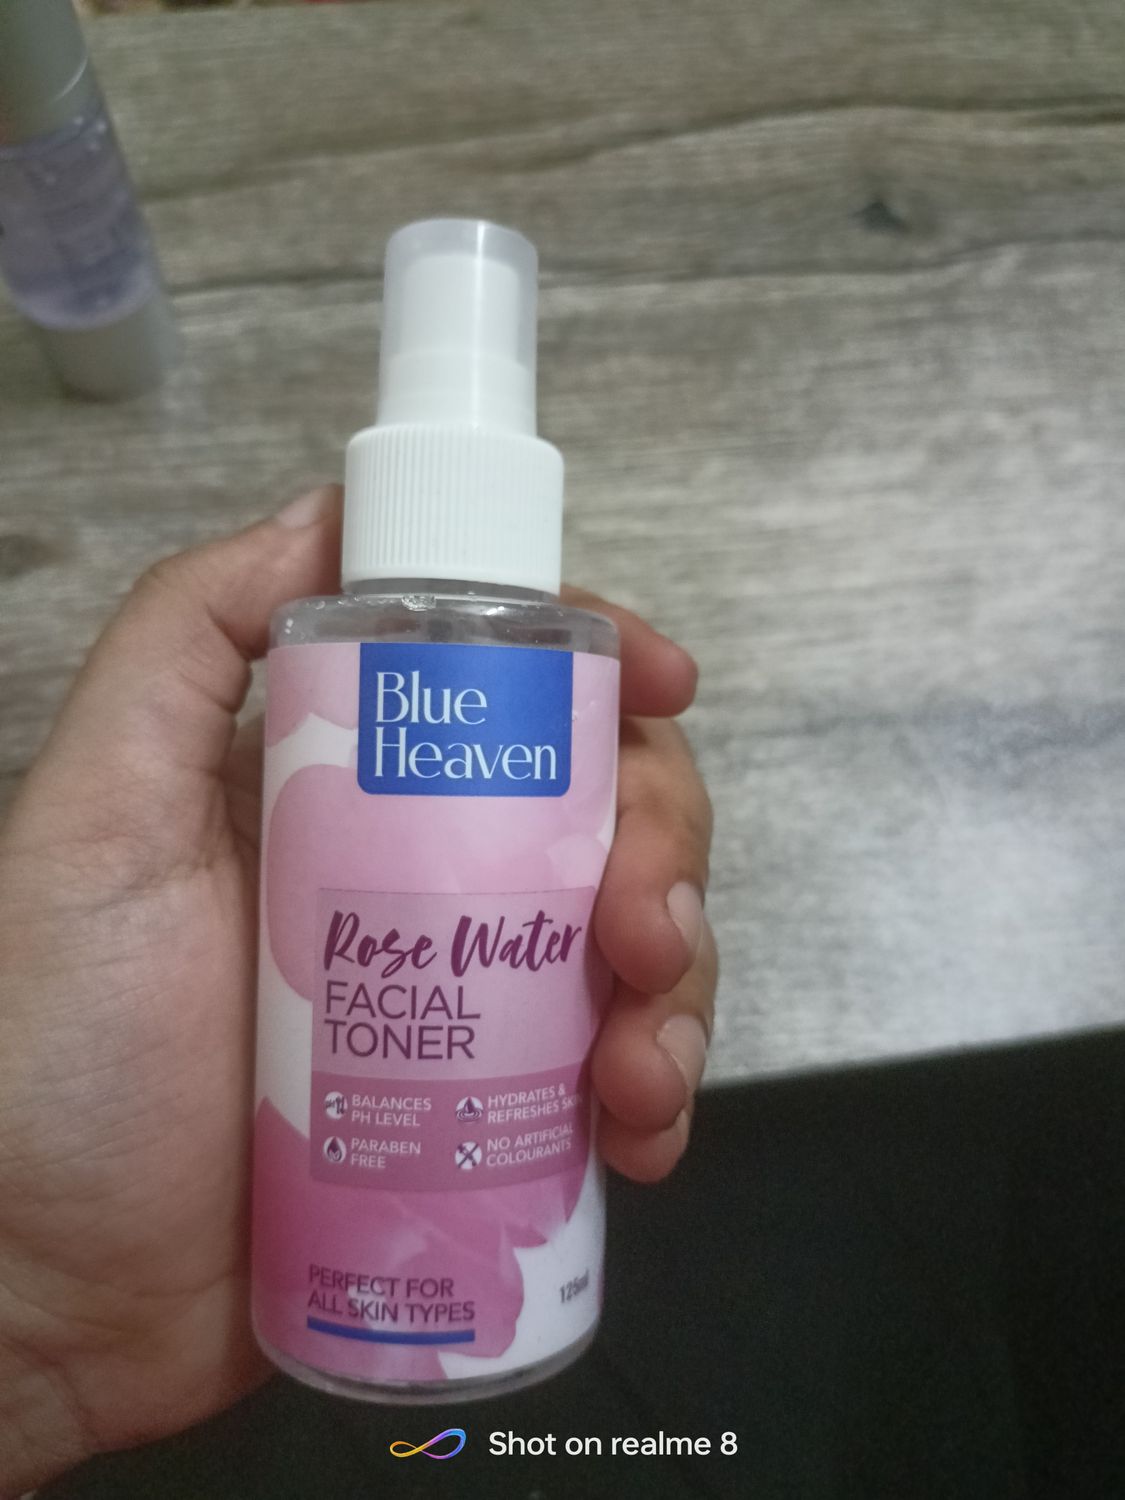 Blue
Heaven
Rose Water
FACIAL
TONER
BALANCES
PH LEVEL
HYDRATES &
REFRESHES SKIN
PARABEN
FREE
NO ARTIFICIAL
COLOURANTS
PERFECT FOR
ALL SKIN TYPES
125ml
Shot on realme 8